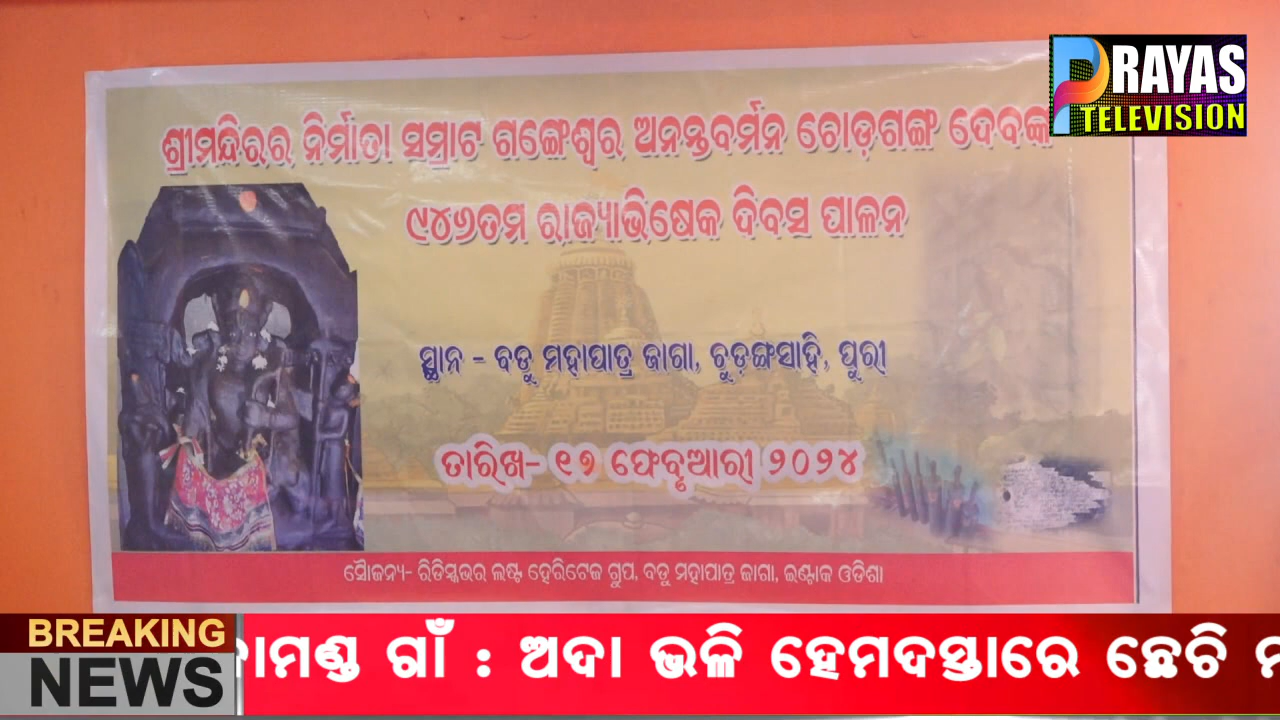 PRAYAS
TELEVISION
ଶ୍ରୀମନ୍ଦିରର ନିର୍ମାତା ସମ୍ରାଟ ଗଙ୍ଗେଶ୍ୱର ଅନନ୍ତବର୍ମନ ଚୋଡ଼ଗଙ୍ଗ ଦେବଙ୍କ
୯୪୬ତମ ରାଜ୍ୟାଭିଷେକ ଦିବସ ପାଳନ
ସ୍ଥାନ - ବଡୁ ମହାପାତ୍ର ଜାଗା, ଚୁଡ଼ଙ୍ଗସାହି, ପୁରୀ
ତାରିଖ- ୧୭ ଫେବୃଆରୀ ୨୦୨୪
ସୌଜନ୍ୟ- ରିଡିସ୍କଭର ଲଷ୍ଟ ହେରିଟେଜ ଗ୍ରୁପ, ବଡୁ ମହାପାତ୍ର ଜାଗା, ଇଣ୍ଟାକ ଓଡିଶା
BREAKING
NEWS
ଗାଁ : ଅଦା ଭଳି ହେମଦସ୍ତାରେ ଛେଚି